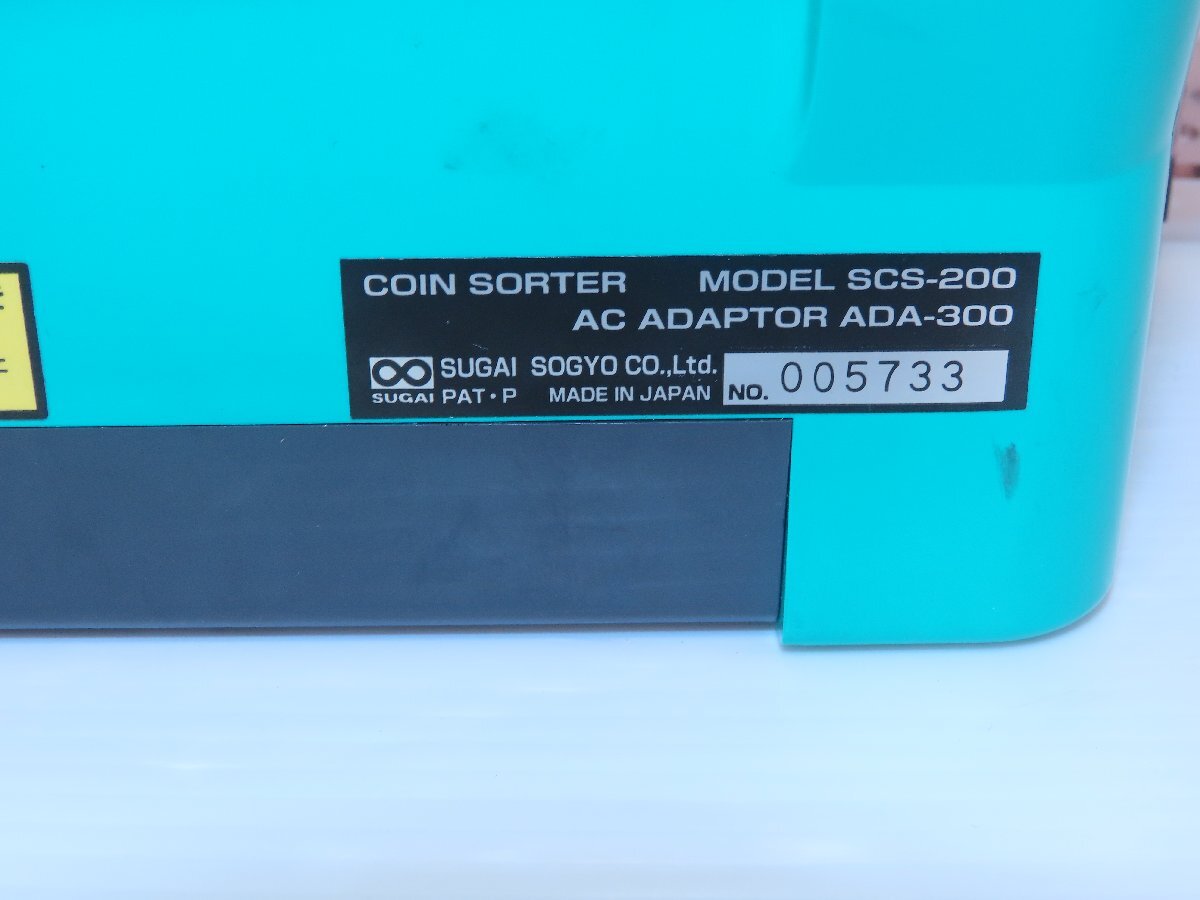 COIN SORTER MODEL SCS-200
AC ADAPTOR ADA-300
SUGAI SOGYO CO.,Ltd.
SUGAI PAT・P MADE IN JAPAN NO. 005733